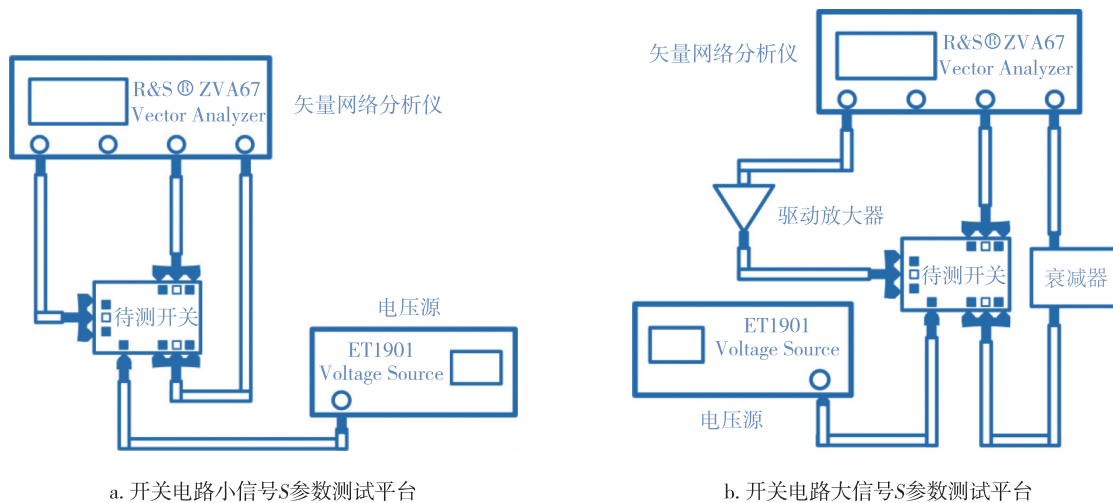 R&S®ZVA67
Vector Analyzer
矢量网络分析仪
待测开关
电压源
ET1901
Voltage Source
a. 开关电路小信号S参数测试平台
矢量网络分析仪
R&S®ZVA67
Vector Analyzer
驱动放大器
待测开关
衰减器
ET1901
Voltage Source
电压源
b. 开关电路大信号S参数测试平台